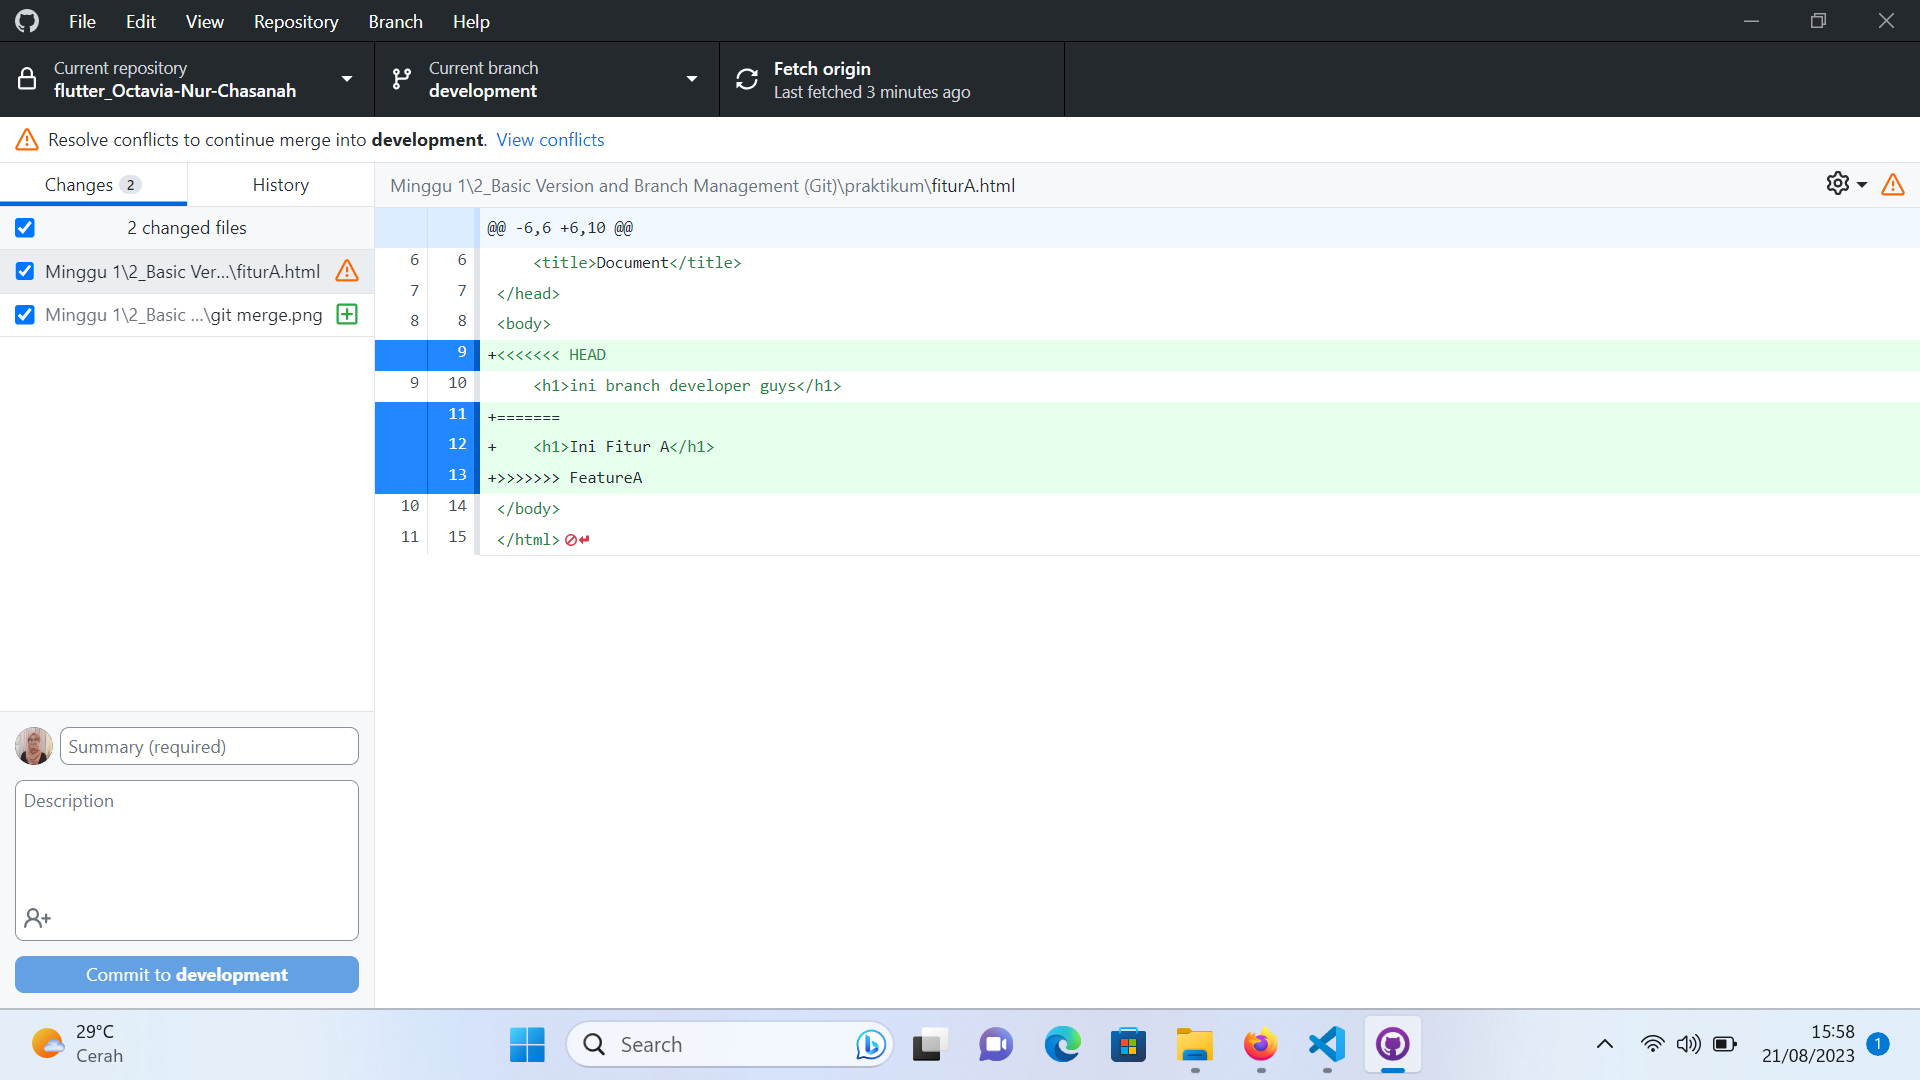 File Edit View Repository Branch Help
Current repository
flutter_Octavia-Nur-Chasanah
Current branch
development
Fetch origin
Last fetched 3 minutes ago
Resolve conflicts to continue merge into development. View conflicts
Changes 2
History
Minggu 1\2_Basic Version and Branch Management (Git)\praktikum\fiturA.html
2 changed files
Minggu 1\2_Basic Ver...\fiturA.html
Minggu 1\2_Basic ...\git merge.png
@@ -6,6 +6,10 @@
6 6 <title>Document</title>
7 7 </head>
8 8 <body>
9 +<<<<<<< HEAD
9 10 <h1>ini branch developer guys</h1>
11 +=======
12 + <h1>Ini Fitur A</h1>
13 +>>>>>>> FeatureA
10 14 </body>
11 15 </html>
Summary (required)
Description
Commit to development
29°C
Cerah
Search
15:58
21/08/2023
1